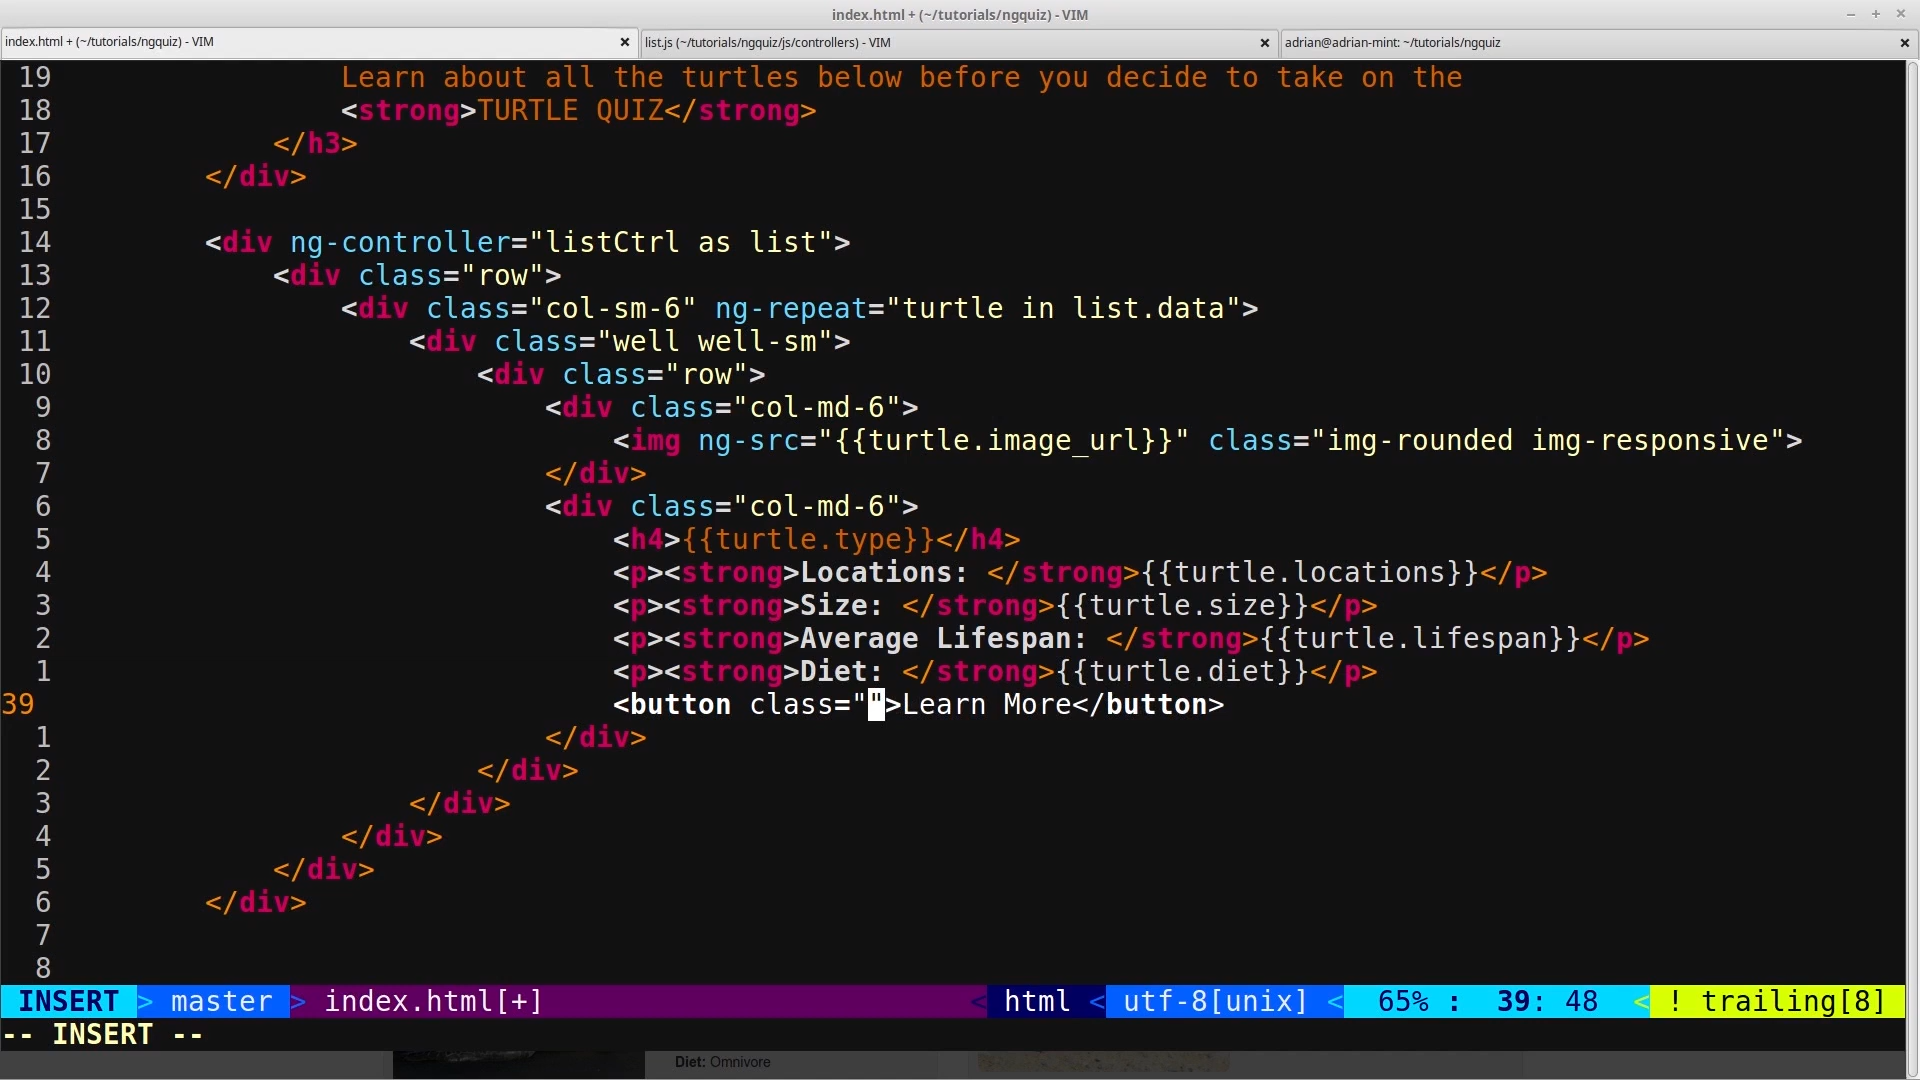 index.html + (~/tutorials/ngquiz) - VIM
index.html + (~/tutorials/ngquiz) - VIM × list.js (~/tutorials/ngquiz/js/controllers) - VIM × adrian@adrian-mint: ~/tutorials/ngquiz ×
19 Learn about all the turtles below before you decide to take on the
18 <strong>TURTLE QUIZ</strong>
17 </h3>
16 </div>
15
14 <div ng-controller="listCtrl as list">
13 <div class="row">
12 <div class="col-sm-6" ng-repeat="turtle in list.data">
11 <div class="well well-sm">
10 <div class="row">
9 <div class="col-md-6">
8 <img ng-src="{{turtle.image_url}}" class="img-rounded img-responsive">
7 </div>
6 <div class="col-md-6">
5 <h4>{{turtle.type}}</h4>
4 <p><strong>Locations: </strong>{{turtle.locations}}</p>
3 <p><strong>Size: </strong>{{turtle.size}}</p>
2 <p><strong>Average Lifespan: </strong>{{turtle.lifespan}}</p>
1 <p><strong>Diet: </strong>{{turtle.diet}}</p>
39 <button class="">Learn More</button>
1 </div>
2 </div>
3 </div>
4 </div>
5 </div>
6 </div>
7
8
INSERT > master > index.html[+] < html < utf-8[unix] < 65% : 39: 48 < ! trailing[8]
-- INSERT --
Diet: Omnivore